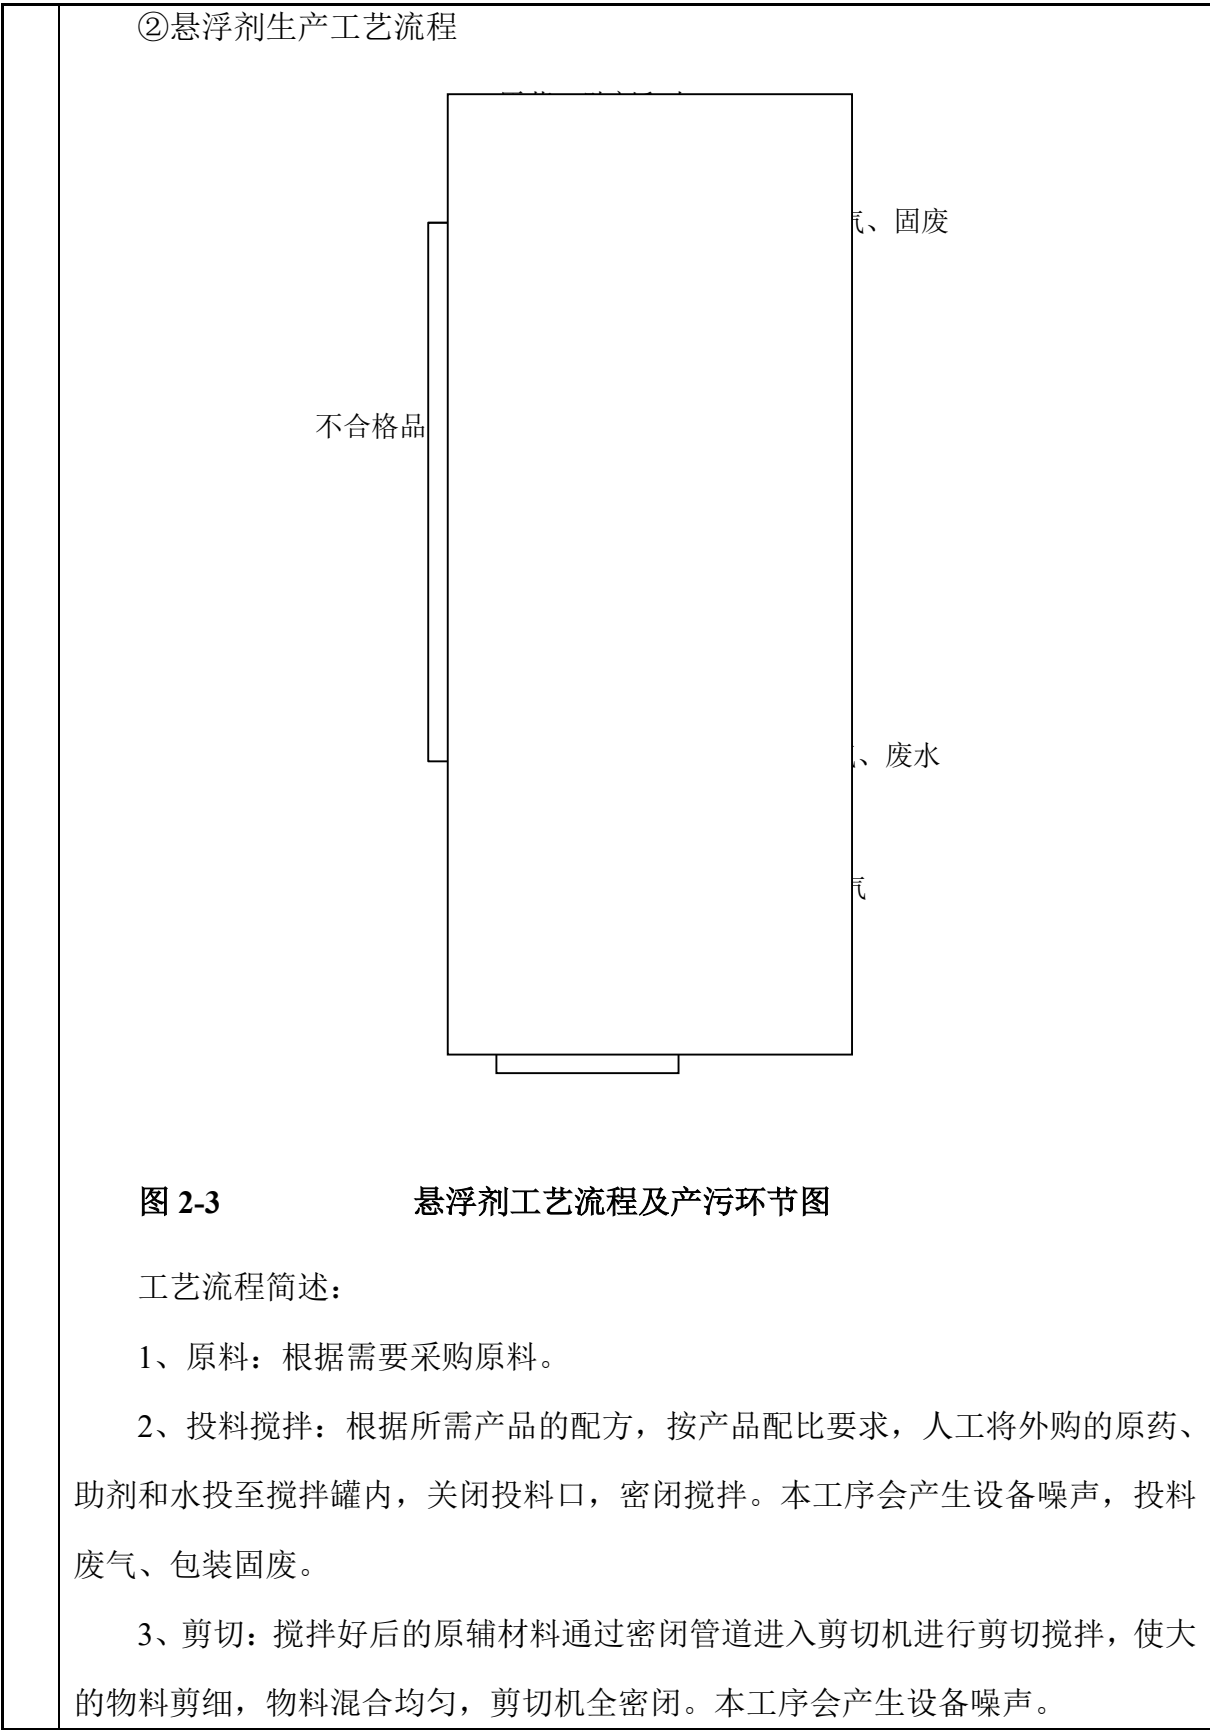 ②悬浮剂生产工艺流程
气、固废
不合格品
、废水
气
图 2-3 悬浮剂工艺流程及产污环节图
工艺流程简述：
1、原料：根据需要采购原料。
2、投料搅拌：根据所需产品的配方，按产品配比要求，人工将外购的原药、
助剂和水投至搅拌罐内，关闭投料口，密闭搅拌。本工序会产生设备噪声，投料
废气、包装固废。
3、剪切：搅拌好后的原辅材料通过密闭管道进入剪切机进行剪切搅拌，使大
的物料剪细，物料混合均匀，剪切机全密闭。本工序会产生设备噪声。